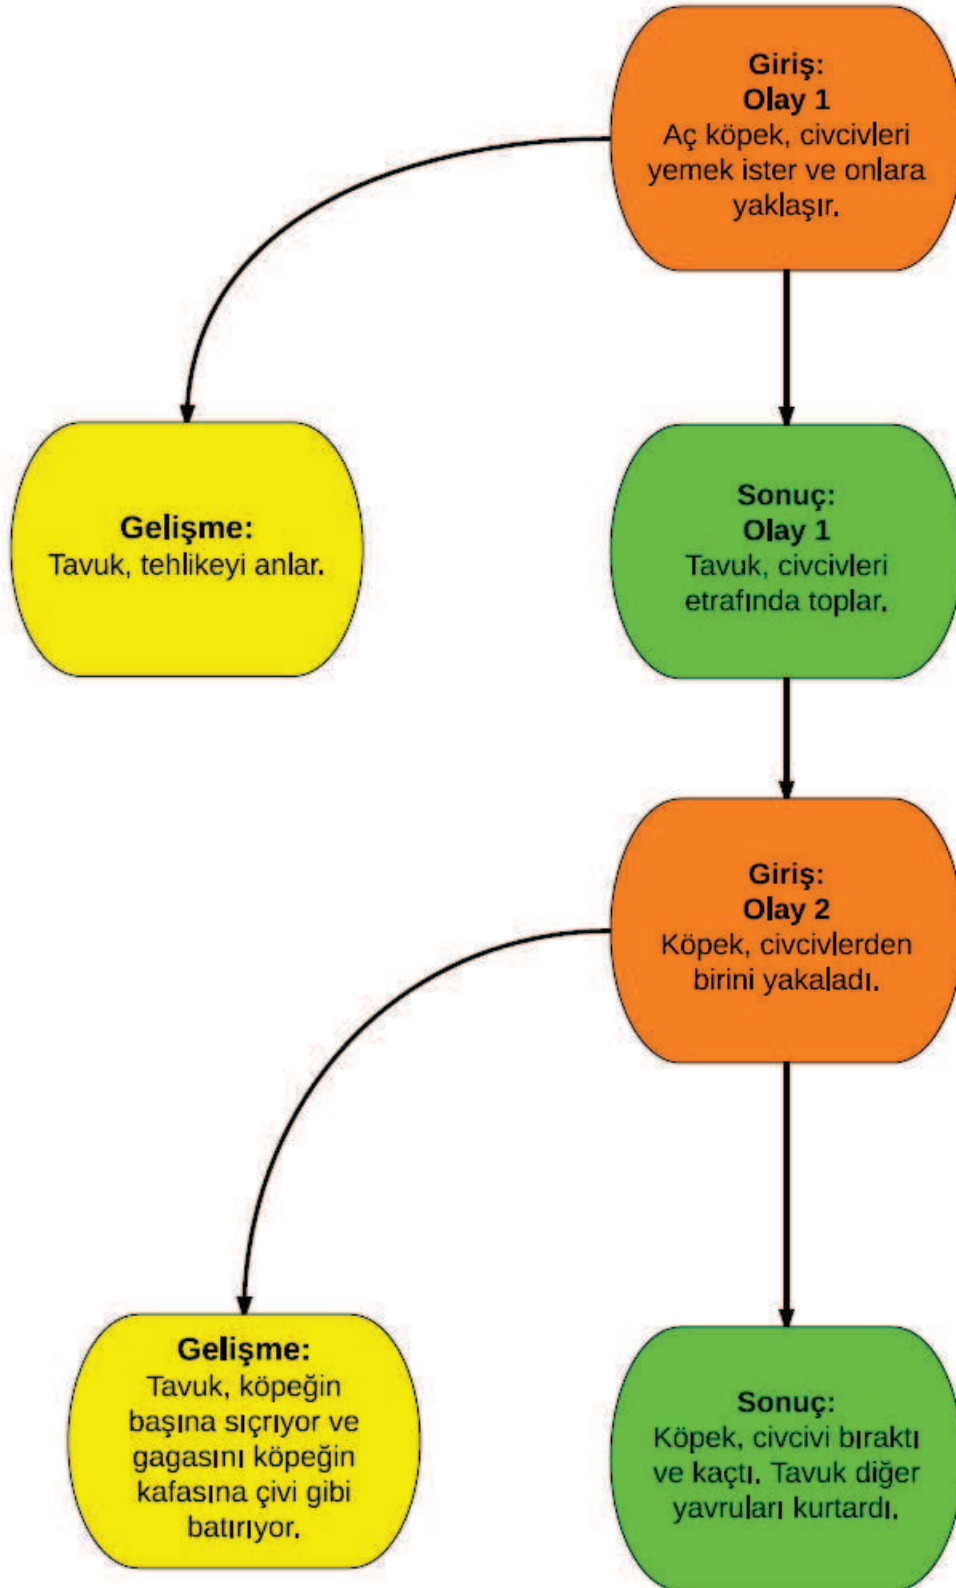 Giriş:
Olay 1
Aç köpek, civcivleri
yemek ister ve onlara
yaklaşır.
Gelişme:
Tavuk, tehlikeyi anlar.
Sonuç:
Olay 1
Tavuk, civcivleri
etrafında toplar.
Giriş:
Olay 2
Köpek, civcivlerden
birini yakaladı.
Gelişme:
Tavuk, köpeğin
başına sıçrıyor ve
gagasını köpeğin
kafasına çivi gibi
batırıyor.
Sonuç:
Köpek, civcivi bıraktı
ve kaçtı. Tavuk diğer
yavruları kurtardı.